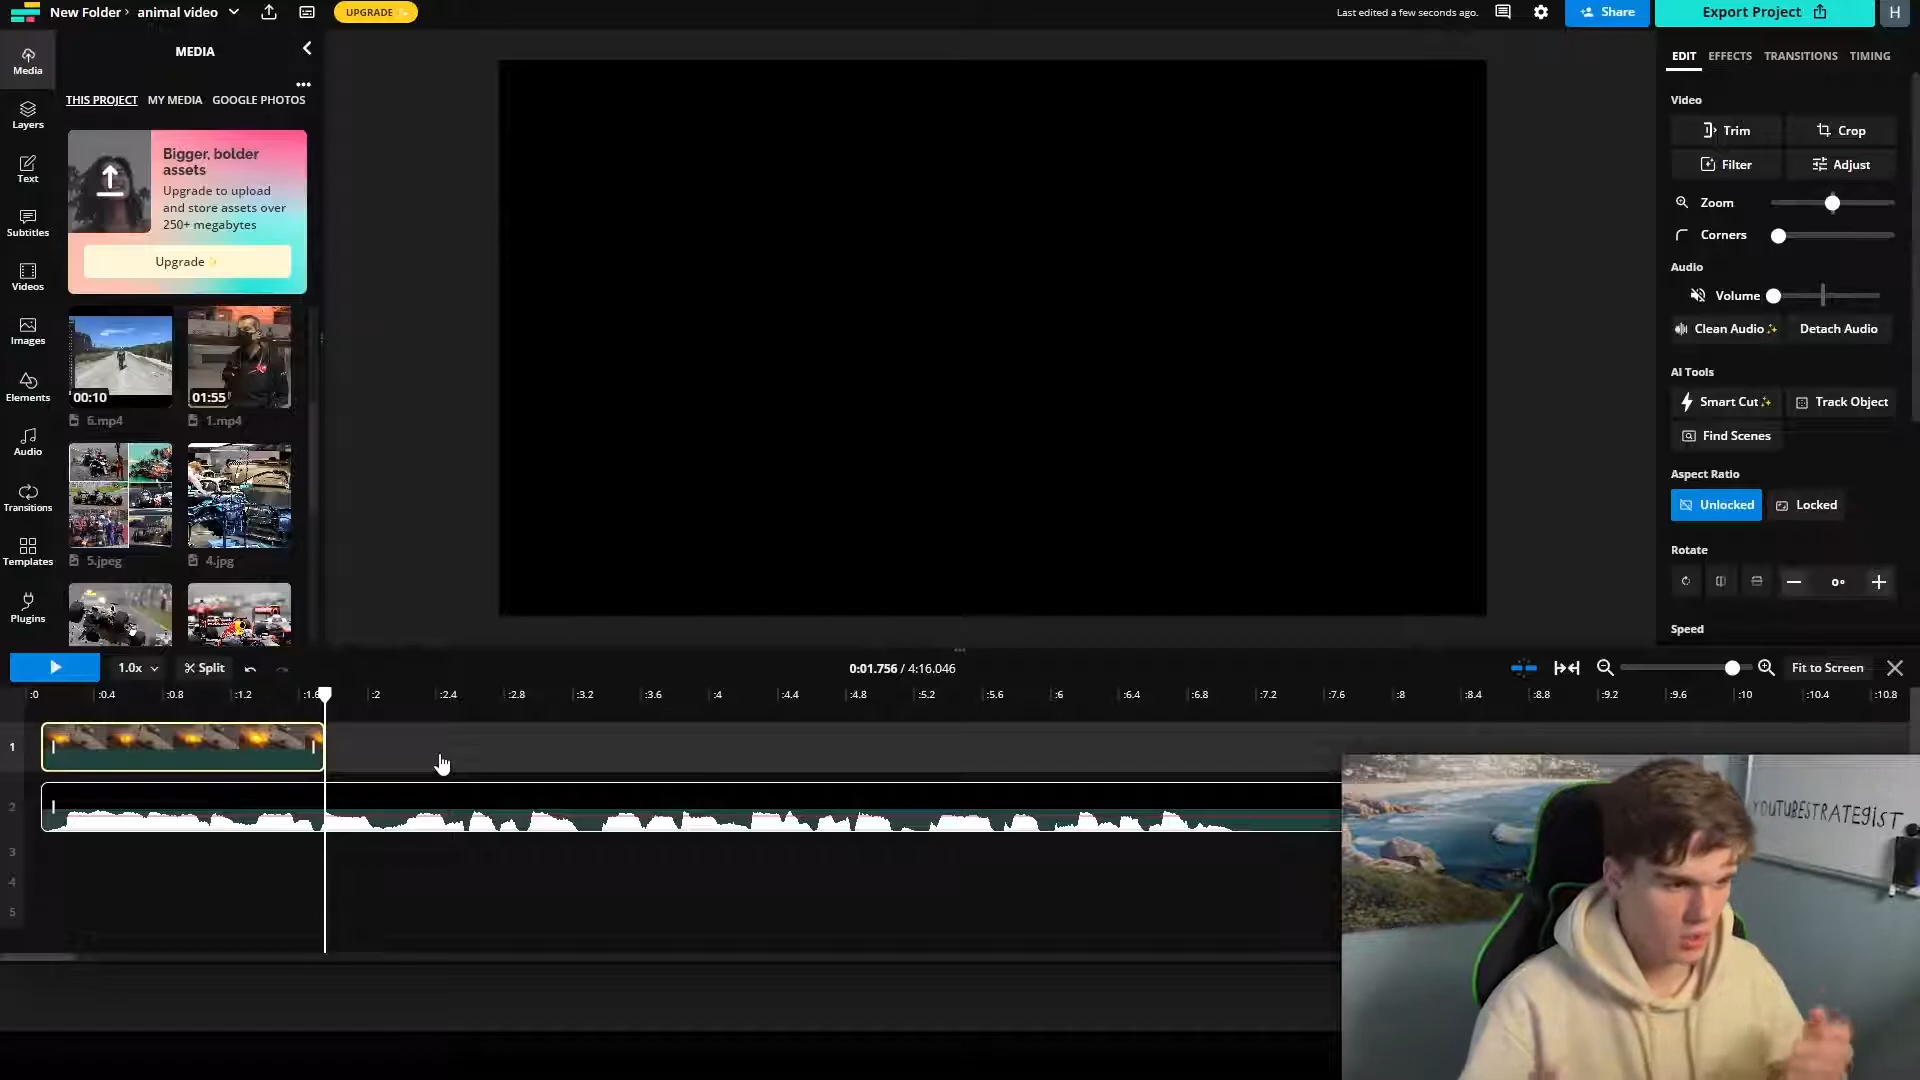 New Folder › animal video
UPGRADE
Last edited a few seconds ago.
Share
Export Project
H
Media
Layers
Text
Subtitles
Videos
Images
Elements
Audio
Transitions
Templates
Plugins
MEDIA
THIS PROJECT
MY MEDIA
GOOGLE PHOTOS
Bigger, bolder
assets
Upgrade to upload
and store assets over
250+ megabytes
Upgrade
00:10
01:55
6.mp4
1.mp4
5.jpeg
4.jpg
EDIT
EFFECTS
TRANSITIONS
TIMING
Video
Trim
Crop
Filter
Adjust
Zoom
Corners
Audio
Volume
Clean Audio
Detach Audio
AI Tools
Smart Cut
Track Object
Find Scenes
Aspect Ratio
Unlocked
Locked
Rotate
0°
Speed
1.0x
Split
0:01.756 / 4:16.046
Fit to Screen
:0 :0.4 :0.8 :1.2 :1.6 :2 :2.4 :2.8 :3.2 :3.6 :4 :4.4 :4.8 :5.2 :5.6 :6 :6.4 :6.8 :7.2 :7.6 :8 :8.4 :8.8 :9.2 :9.6 :10 :10.4 :10.8
1
2
3
4
5
YOUTUBESTRATEGIST